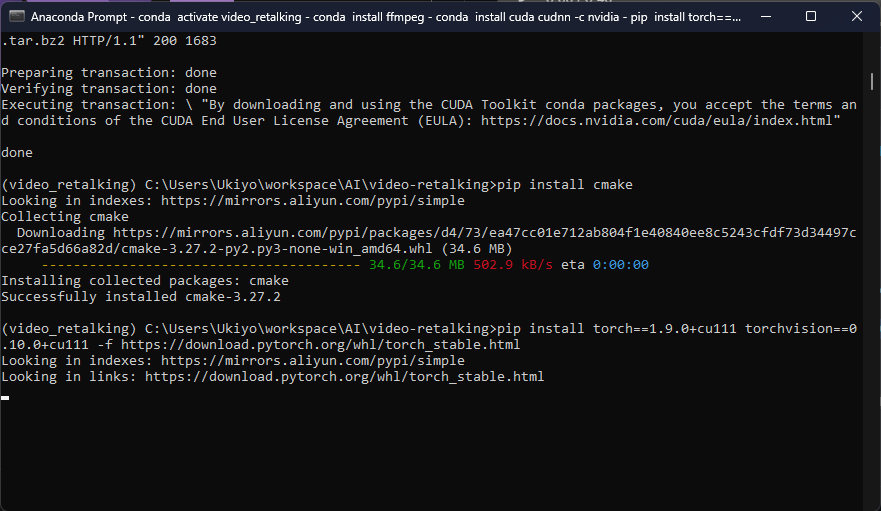 Anaconda Prompt - conda  activate video_retalking - conda  install ffmpeg - conda  install cuda cudnn -c nvidia - pip  install torch==...
.tar.bz2 HTTP/1.1" 200 1683
Preparing transaction: done
Verifying transaction: done
Executing transaction: \ "By downloading and using the CUDA Toolkit conda packages, you accept the terms an
d conditions of the CUDA End User License Agreement (EULA): https://docs.nvidia.com/cuda/eula/index.html"
done
(video_retalking) C:\Users\Ukiyo\workspace\AI\video-retalking>pip install cmake
Looking in indexes: https://mirrors.aliyun.com/pypi/simple
Collecting cmake
  Downloading https://mirrors.aliyun.com/pypi/packages/d4/73/ea47cc01e712ab804f1e40840ee8c5243cfdf73d34497c
ce27fa5d66a82d/cmake-3.27.2-py2.py3-none-win_amd64.whl (34.6 MB)
     ---------------------------------------- 34.6/34.6 MB 502.9 kB/s eta 0:00:00
Installing collected packages: cmake
Successfully installed cmake-3.27.2
(video_retalking) C:\Users\Ukiyo\workspace\AI\video-retalking>pip install torch==1.9.0+cu111 torchvision==0
.10.0+cu111 -f https://download.pytorch.org/whl/torch_stable.html
Looking in indexes: https://mirrors.aliyun.com/pypi/simple
Looking in links: https://download.pytorch.org/whl/torch_stable.html